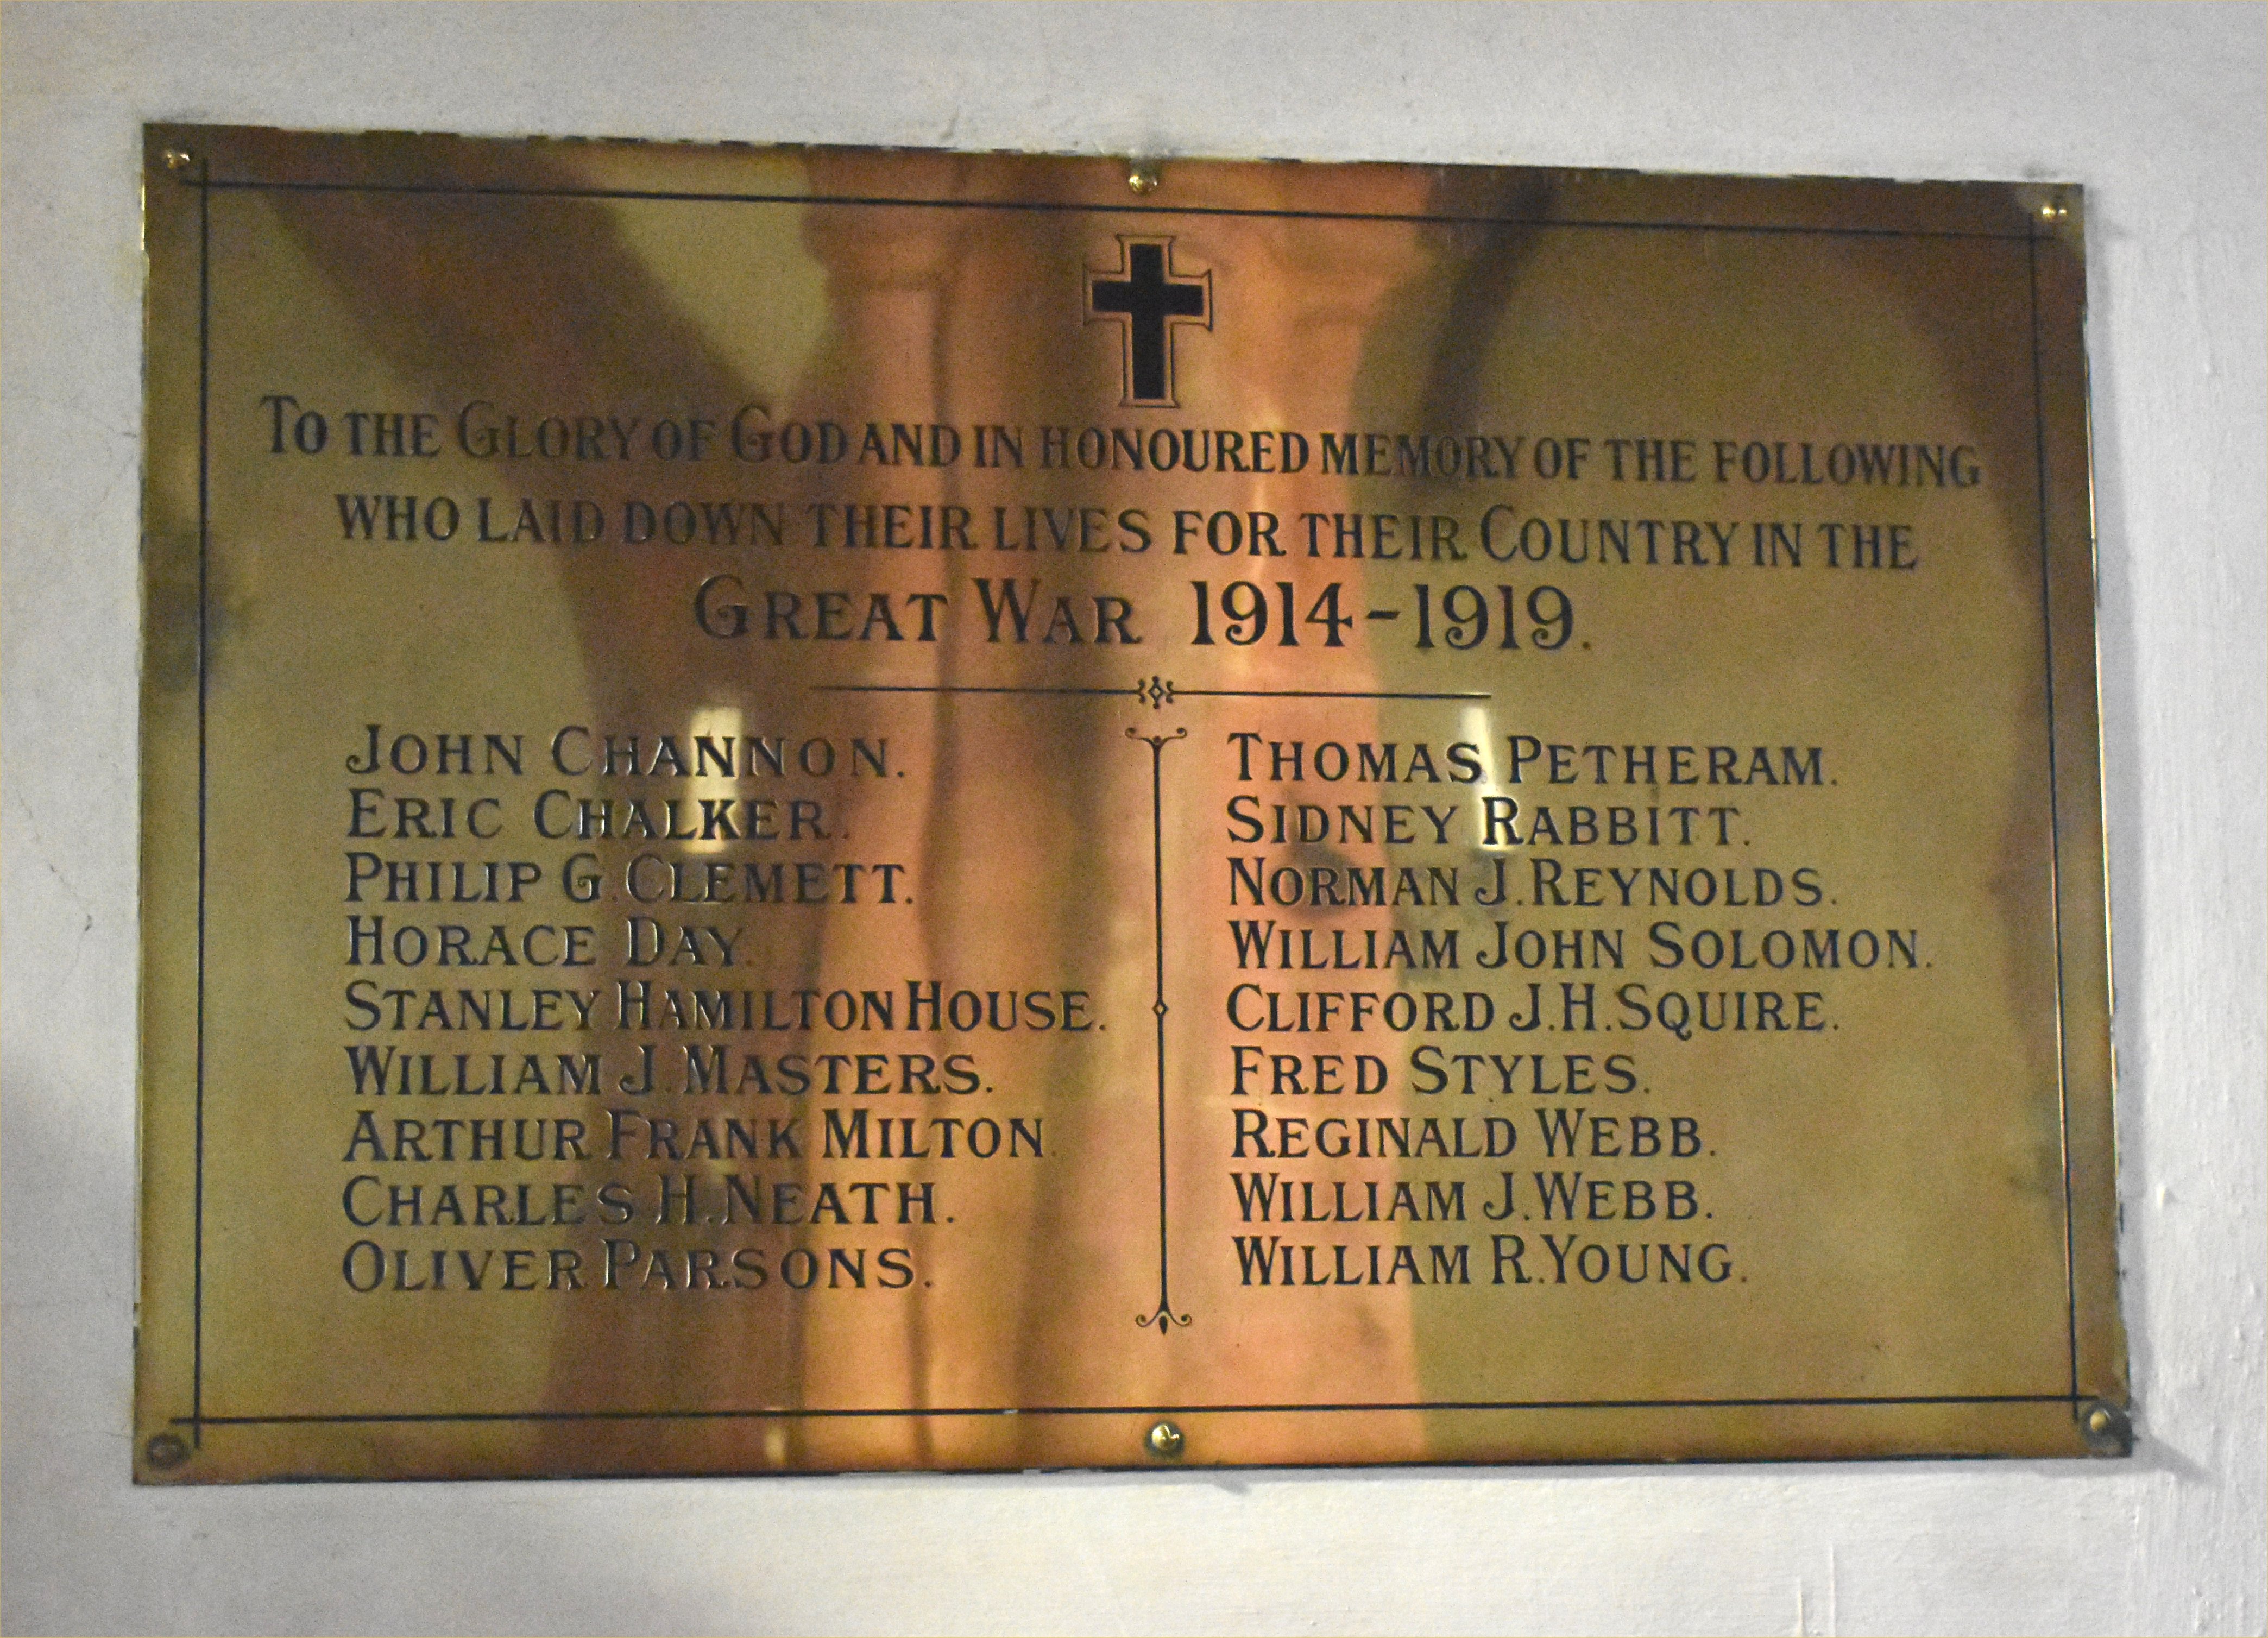 TO THE GLORY OF GOD AND IN HONOURED MEMORY OF THE FOLLOWING
WHO LAID DOWN THEIR LIVES FOR THEIR COUNTRY IN THE
GREAT WAR 1914-1919.
JOHN CHANNON.
ERIC CHALKER.
PHILIP G. CLEMETT.
HORACE DAY.
STANLEY HAMILTON HOUSE.
WILLIAM J. MASTERS.
ARTHUR FRANK MILTON.
CHARLES H. NEATH.
OLIVER PARSONS.
THOMAS PETHERAM.
SIDNEY RABBITT.
NORMAN J. REYNOLDS.
WILLIAM JOHN SOLOMON.
CLIFFORD J.H. SQUIRE.
FRED STYLES.
REGINALD WEBB.
WILLIAM J. WEBB.
WILLIAM R. YOUNG.